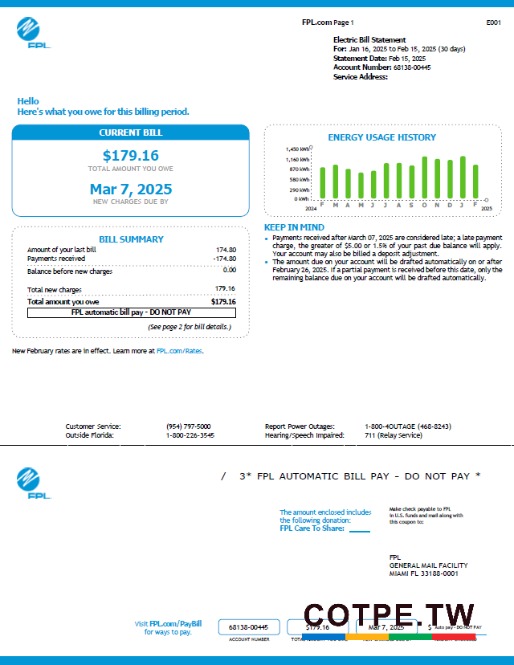 FPL.com Page 1
E001
FPL
Electric Bill Statement
For: Jan 16, 2025 to Feb 15, 2025 (30 days)
Statement Date: Feb 15, 2025
Account Number: 68138-00445
Service Address:
Hello
Here's what you owe for this billing period.
CURRENT BILL
$179.16
TOTAL AMOUNT YOU OWE
Mar 7, 2025
NEW CHARGES DUE BY
BILL SUMMARY
Amount of your last bill 174.80
Payments received -174.80
Balance before new charges 0.00
Total new charges 179.16
Total amount you owe $179.16
FPL automatic bill pay - DO NOT PAY
(See page 2 for bill details.)
New February rates are in effect. Learn more at FPL.com/Rates.
ENERGY USAGE HISTORY
1,450 kWh
1,160 kWh
870 kWh
580 kWh
290 kWh
0 kWh
F M A M J J A S O N D J F
2024 2025
KEEP IN MIND
• Payments received after March 07, 2025 are considered late; a late payment
charge, the greater of $5.00 or 1.5% of your past due balance will apply.
Your account may also be billed a deposit adjustment.
• The amount due on your account will be drafted automatically on or after
February 26, 2025. If a partial payment is received before this date, only the
remaining balance due on your account will be drafted automatically.
Customer Service: (954) 797-5000
Outside Florida: 1-800-226-3545
Report Power Outages: 1-800-4OUTAGE (468-8243)
Hearing/Speech Impaired: 711 (Relay Service)
FPL
/ 3* FPL AUTOMATIC BILL PAY - DO NOT PAY *
The amount enclosed includes
the following donation:
FPL Care To Share:
Make check payable to FPL
in U.S. funds and mail along with
this coupon to:
FPL
GENERAL MAIL FACILITY
MIAMI FL 33188-0001
Visit FPL.com/PayBill
for ways to pay.
68138-00445
ACCOUNT NUMBER
$179.16
Mar 7, 2025
$ Auto pay - DO NOT PAY
COTPE.TW